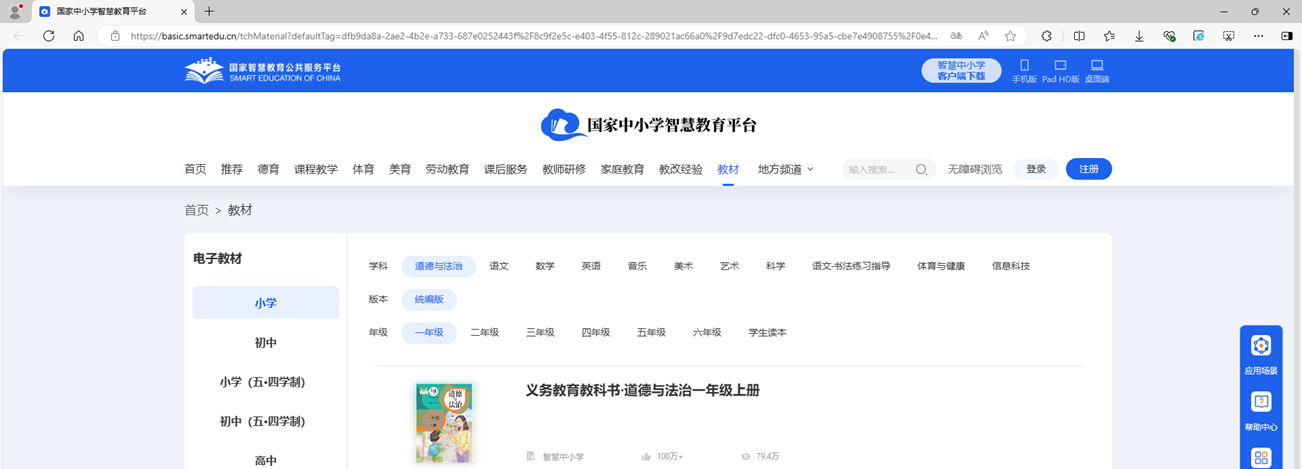 国家中小学智慧教育平台
https://basic.smartedu.cn/tchMaterial?defaultTag=dfb9da8a-2ae2-4b2e-a733-687e0252443f%2F8c9f2e5c-e403-4f55-812c-289021ac66a0%2F9d7edc22-dfc0-4653-95a5-cbe7e4908755%2F0e4...
国家智慧教育公共服务平台
SMART EDUCATION OF CHINA
智慧中小学
客户端下载
手机版 Pad HD版 桌面端
国家中小学智慧教育平台
首页 推荐 德育 课程教学 体育 美育 劳动教育 课后服务 教师研修 家庭教育 教改经验 教材 地方频道 输入搜索... 无障碍浏览 登录 注册
首页 > 教材
电子教材
小学
初中
小学（五•四学制）
初中（五•四学制）
高中
学科 道德与法治 语文 数学 英语 音乐 美术 艺术 科学 语文·书法练习指导 体育与健康 信息科技
版本 统编版
年级 一年级 二年级 三年级 四年级 五年级 六年级 学生读本
道德与法治
义务教育教科书·道德与法治一年级上册
智慧中小学 100万+ 79.4万
应用场景
帮助中心